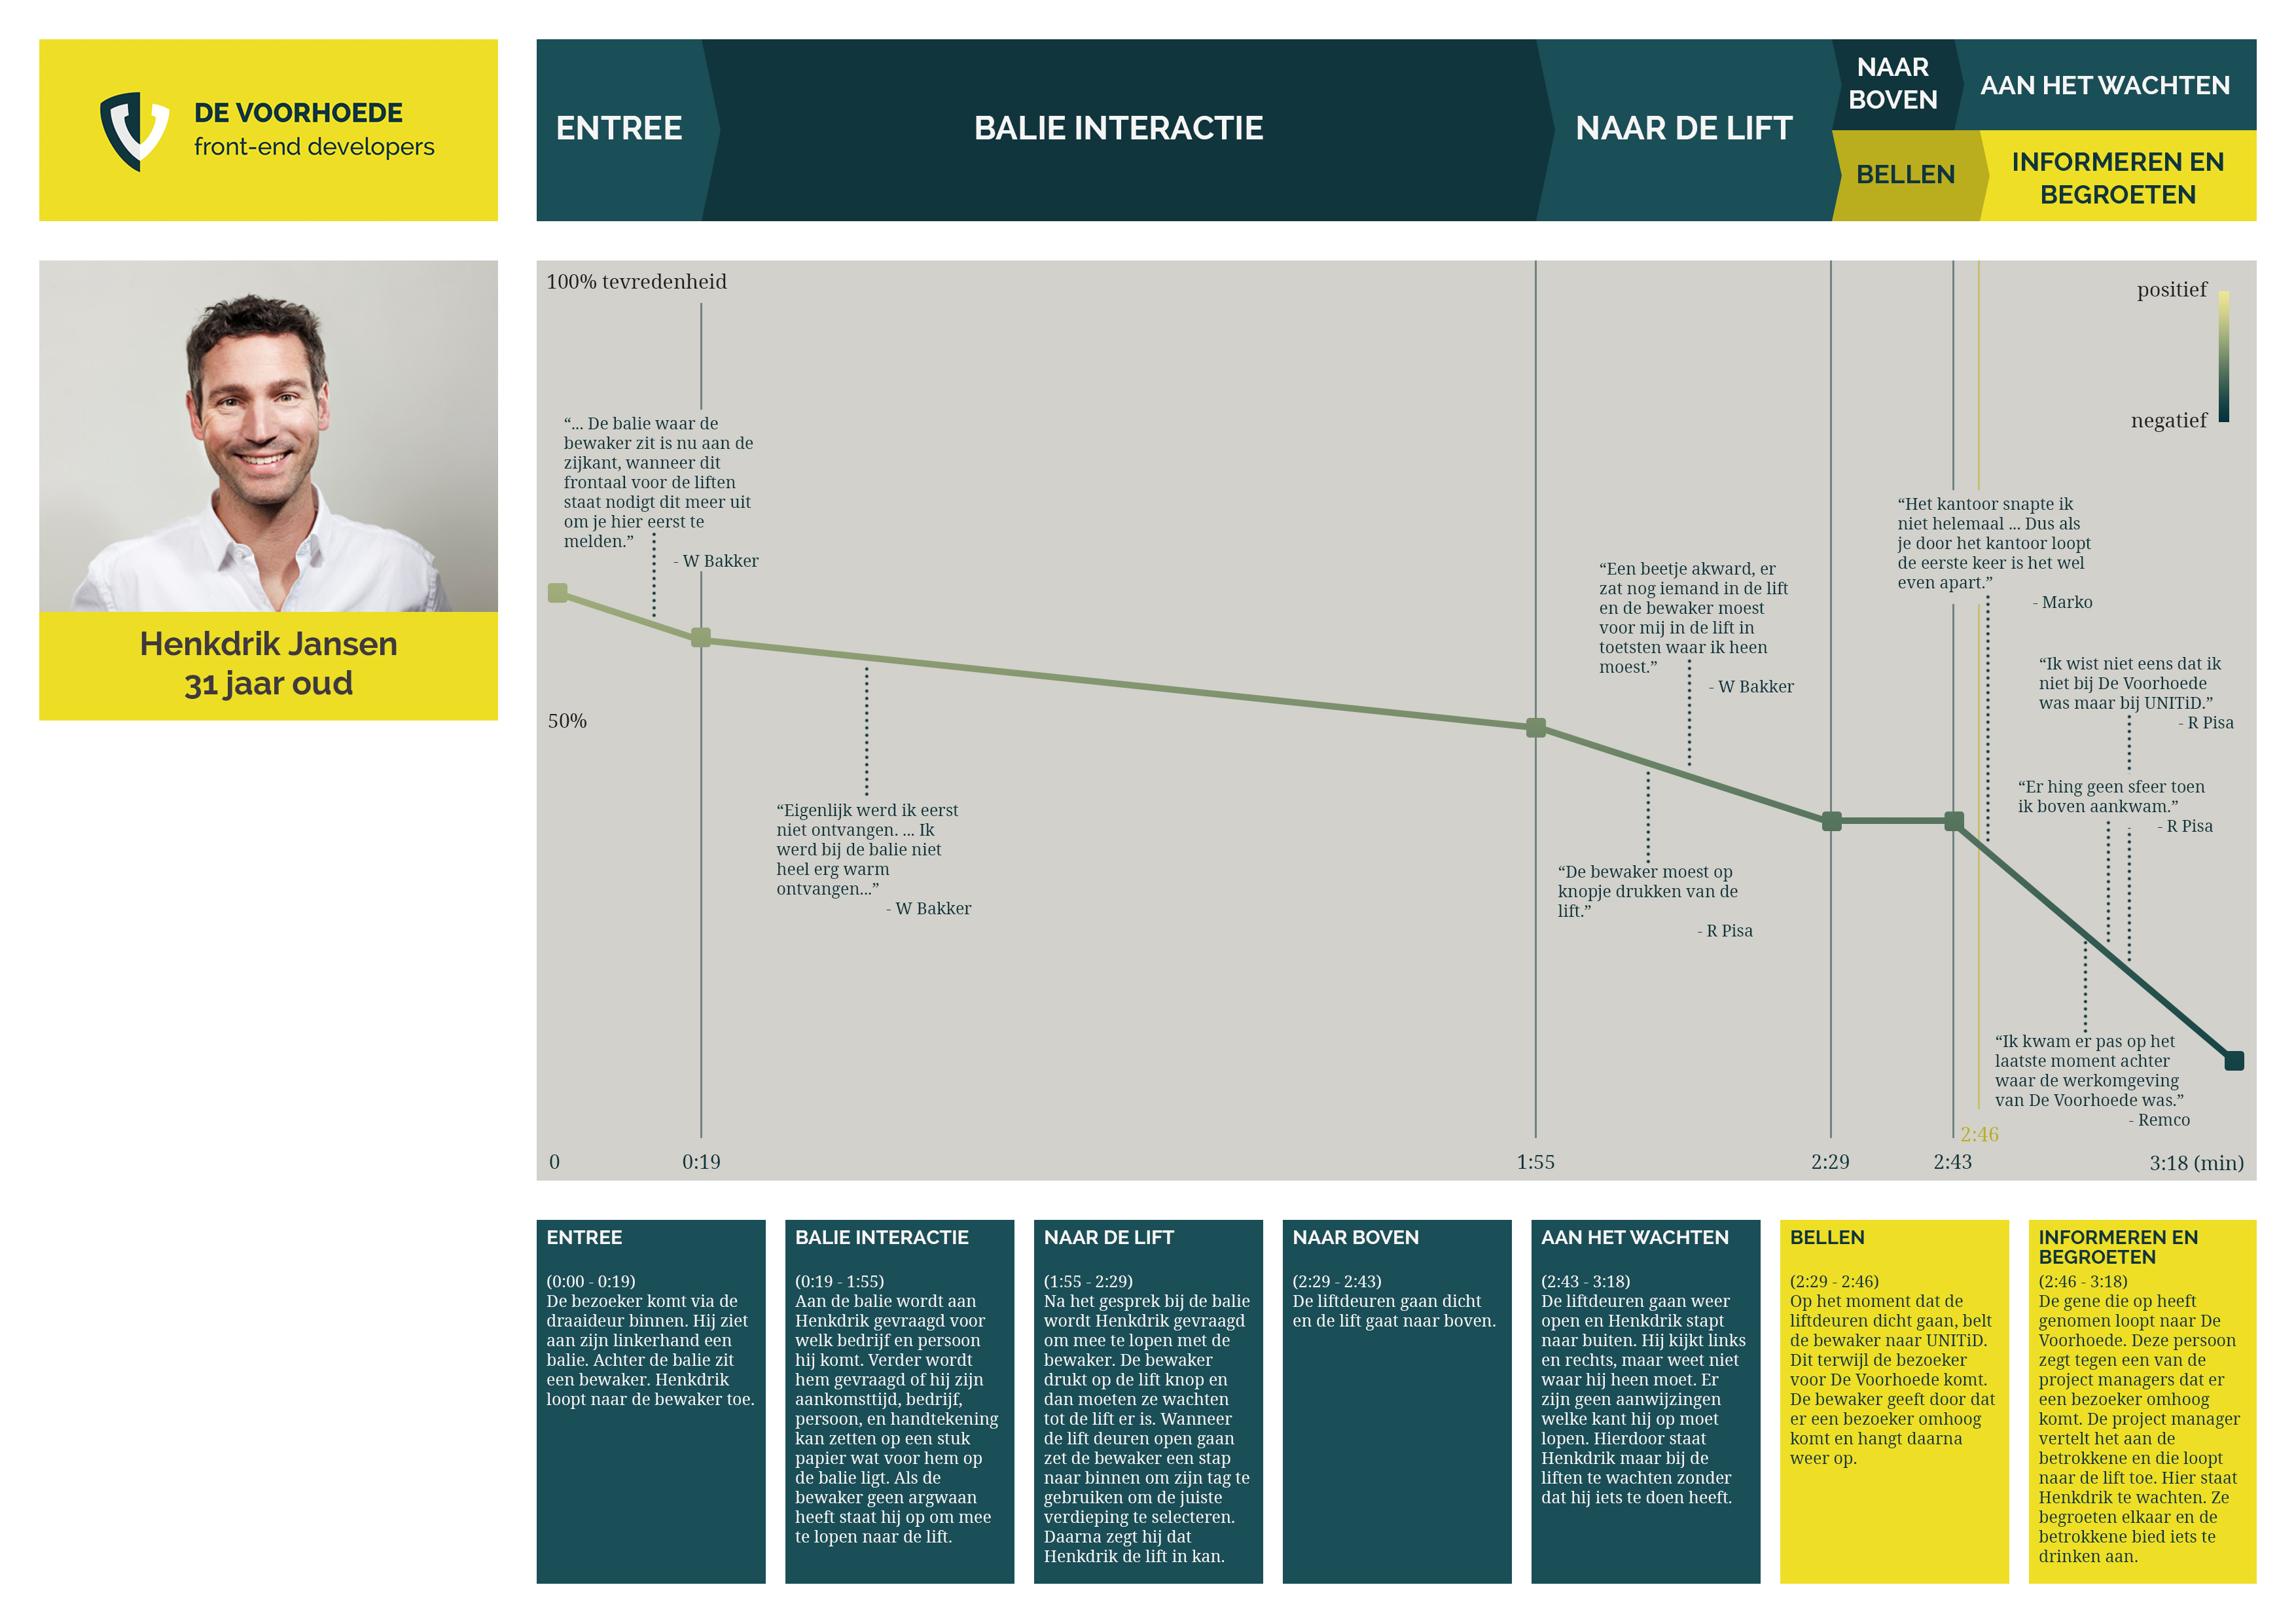 DE VOORHOEDE
front-end developers
ENTREE
BALIE INTERACTIE
NAAR DE LIFT
NAAR
BOVEN
AAN HET WACHTEN
BELLEN
INFORMEREN EN
BEGROETEN
Henkdrik Jansen
31 jaar oud
100% tevredenheid
positief
negatief
“... De balie waar de
bewaker zit is nu aan de
zijkant, wanneer dit
frontaal voor de liften
staat nodigt dit meer uit
om je hier eerst te
melden.”
- W Bakker
50%
“Eigenlijk werd ik eerst
niet ontvangen. ... Ik
werd bij de balie niet
heel erg warm
ontvangen...”
- W Bakker
“Een beetje akward, er
zat nog iemand in de lift
en de bewaker moest
voor mij in de lift in
toetsten waar ik heen
moest.”
- W Bakker
“De bewaker moest op
knopje drukken van de
lift.”
- R Pisa
“Het kantoor snapte ik
niet helemaal ... Dus als
je door het kantoor loopt
de eerste keer is het wel
even apart.”
- Marko
“Ik wist niet eens dat ik
niet bij De Voorhoede
was maar bij UNITiD.”
- R Pisa
“Er hing geen sfeer toen
ik boven aankwam.”
- R Pisa
“Ik kwam er pas op het
laatste moment achter
waar de werkomgeving
van De Voorhoede was.”
- Remco
2:46
0
0:19
1:55
2:29
2:43
3:18 (min)
ENTREE
(0:00 - 0:19)
De bezoeker komt via de
draaideur binnen. Hij ziet
aan zijn linkerhand een
balie. Achter de balie zit
een bewaker. Henkdrik
loopt naar de bewaker toe.
BALIE INTERACTIE
(0:19 - 1:55)
Aan de balie wordt aan
Henkdrik gevraagd voor
welk bedrijf en persoon
hij komt. Verder wordt
hem gevraagd of hij zijn
aankomsttijd, bedrijf,
persoon, en handtekening
kan zetten op een stuk
papier wat voor hem op
de balie ligt. Als de
bewaker geen argwaan
heeft staat hij op om mee
te lopen naar de lift.
NAAR DE LIFT
(1:55 - 2:29)
Na het gesprek bij de balie
wordt Henkdrik gevraagd
om mee te lopen met de
bewaker. De bewaker
drukt op de lift knop en
dan moeten ze wachten
tot de lift er is. Wanneer
de lift deuren open gaan
zet de bewaker een stap
naar binnen om zijn tag te
gebruiken om de juiste
verdieping te selecteren.
Daarna zegt hij dat
Henkdrik de lift in kan.
NAAR BOVEN
(2:29 - 2:43)
De liftdeuren gaan dicht
en de lift gaat naar boven.
AAN HET WACHTEN
(2:43 - 3:18)
De liftdeuren gaan weer
open en Henkdrik stapt
naar buiten. Hij kijkt links
en rechts, maar weet niet
waar hij heen moet. Er
zijn geen aanwijzingen
welke kant hij op moet
lopen. Hierdoor staat
Henkdrik maar bij de
liften te wachten zonder
dat hij iets te doen heeft.
BELLEN
(2:29 - 2:46)
Op het moment dat de
liftdeuren dicht gaan, belt
de bewaker naar UNITiD.
Dit terwijl de bezoeker
voor De Voorhoede komt.
De bewaker geeft door dat
er een bezoeker omhoog
komt en hangt daarna
weer op.
INFORMEREN EN
BEGROETEN
(2:46 - 3:18)
De gene die op heeft
genomen loopt naar De
Voorhoede. Deze persoon
zegt tegen een van de
project managers dat er
een bezoeker omhoog
komt. De project manager
vertelt het aan de
betrokkene en die loopt
naar de lift toe. Hier staat
Henkdrik te wachten. Ze
begroeten elkaar en de
betrokkene bied iets te
drinken aan.